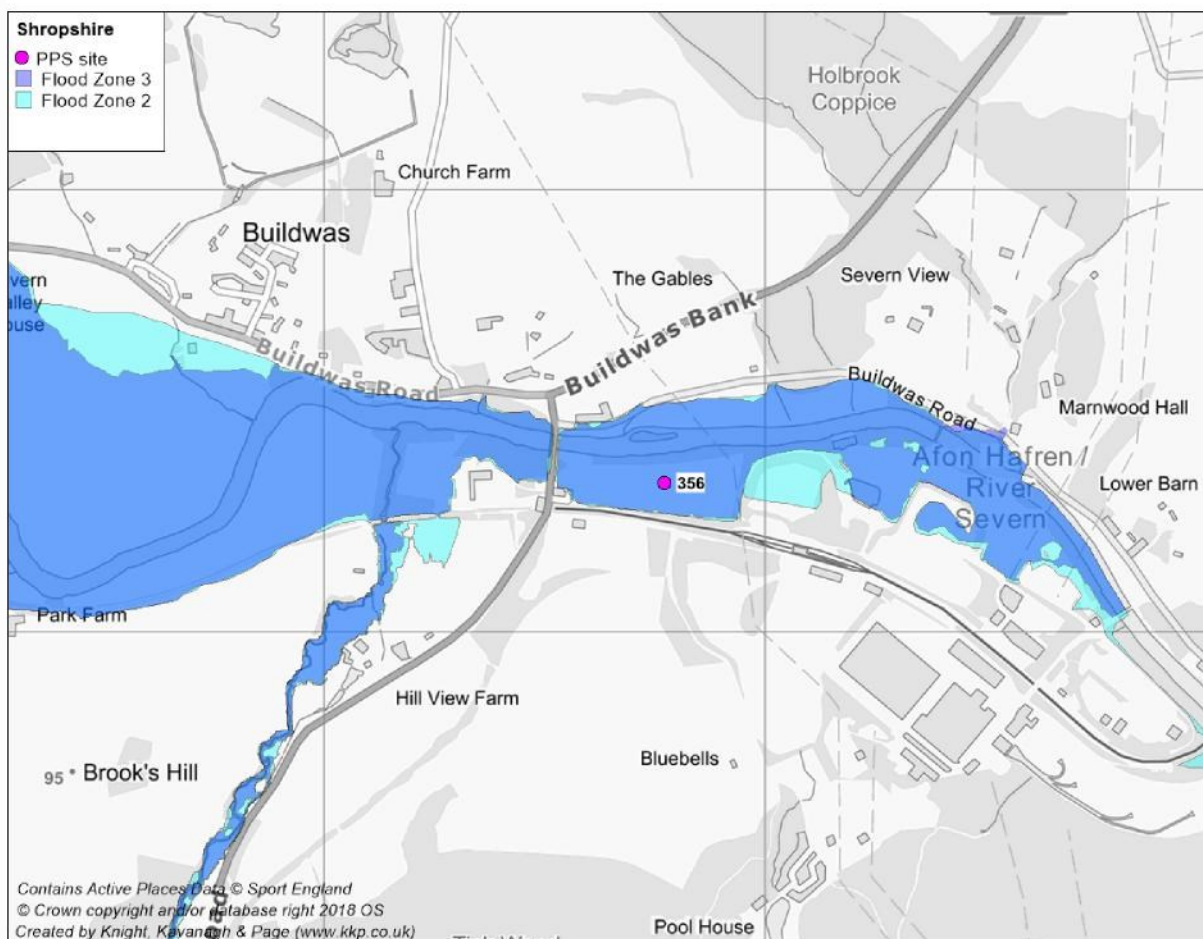 Shropshire
PPS site
Flood Zone 3
Flood Zone 2
Holbrook
Coppice
Church Farm
Buildwas
The Gables
Severn View
Buildwas Bank
Buildwas Road
Buildwas Road
Marnwood Hall
Afon Hafren /
River
Severn
Lower Barn
356
Park Farm
Hill View Farm
Bluebells
95
Brook's Hill
Pool House
Contains Active Places Data © Sport England
© Crown copyright and/or database right 2018 OS
Created by Knight, Kavanagh & Page (www.kkp.co.uk)